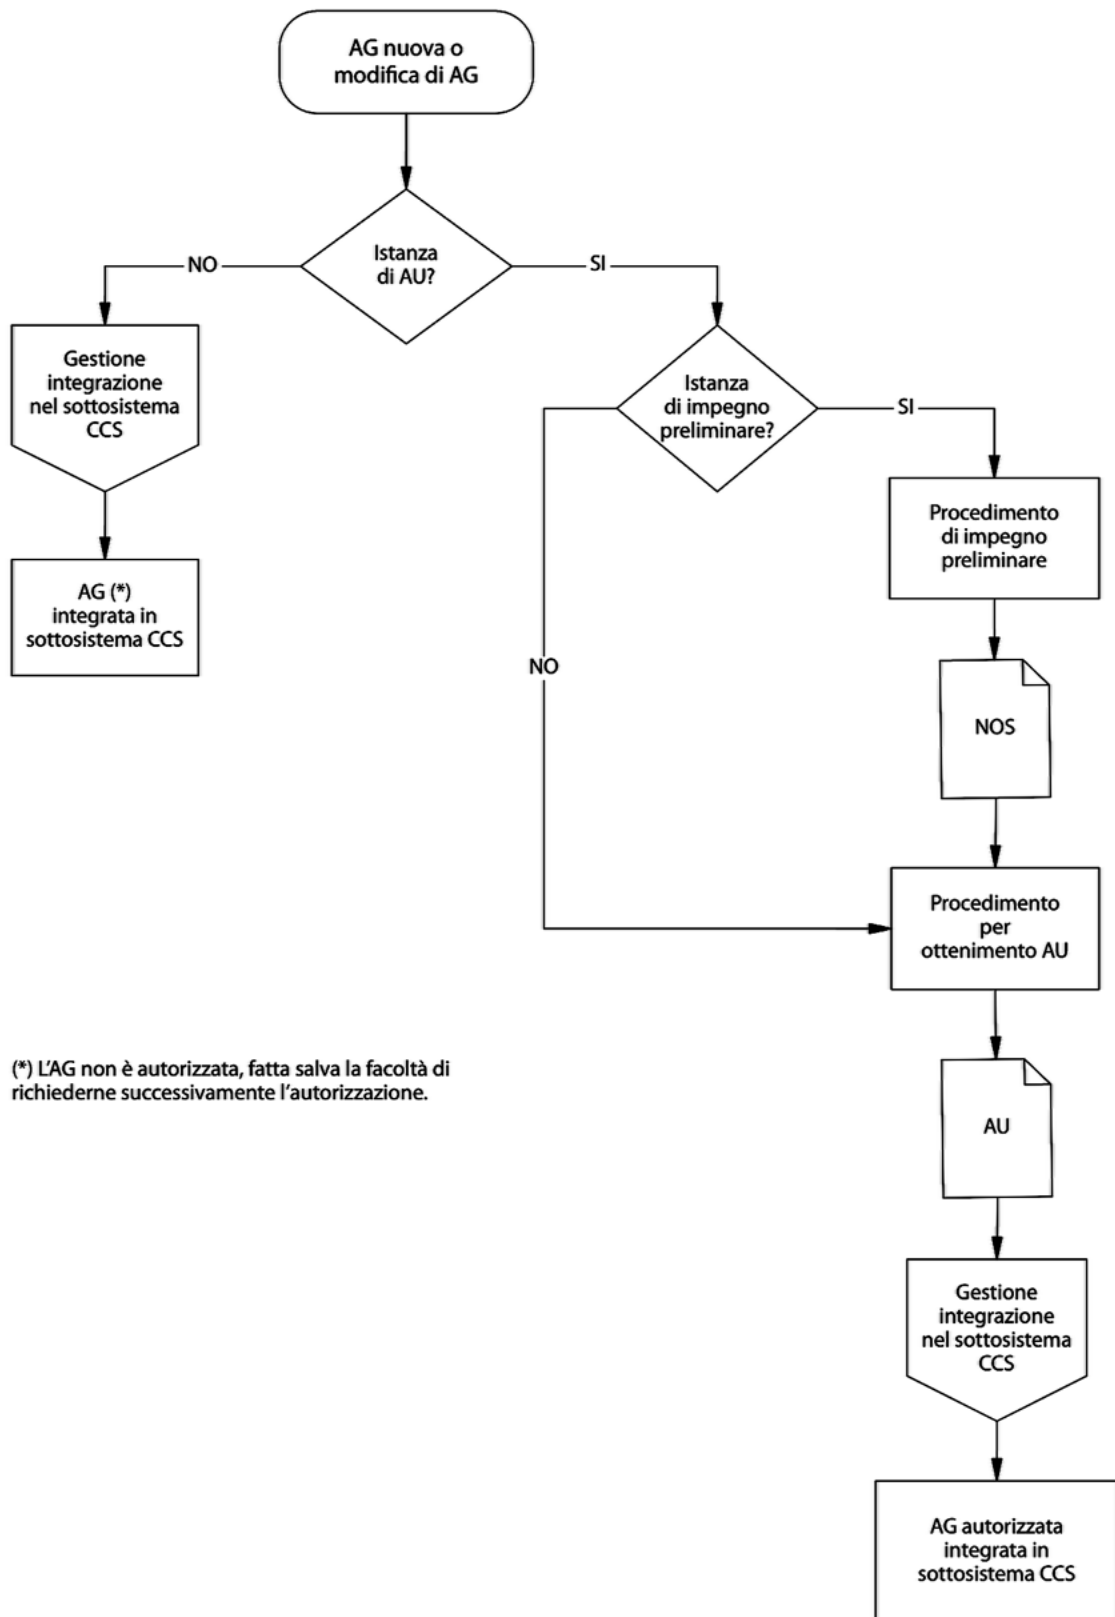 AG nuova o
modifica di AG
Istanza
di AU?
NO
SI
Gestione
integrazione
nel sottosistema
CCS
AG (*)
integrata in
sottosistema CCS
Istanza
di impegno
preliminare?
SI
NO
Procedimento
di impegno
preliminare
NOS
Procedimento
per
ottenimento AU
AU
Gestione
integrazione
nel sottosistema
CCS
AG autorizzata
integrata in
sottosistema CCS
(*) L'AG non è autorizzata, fatta salva la facoltà di
richiederne successivamente l'autorizzazione.